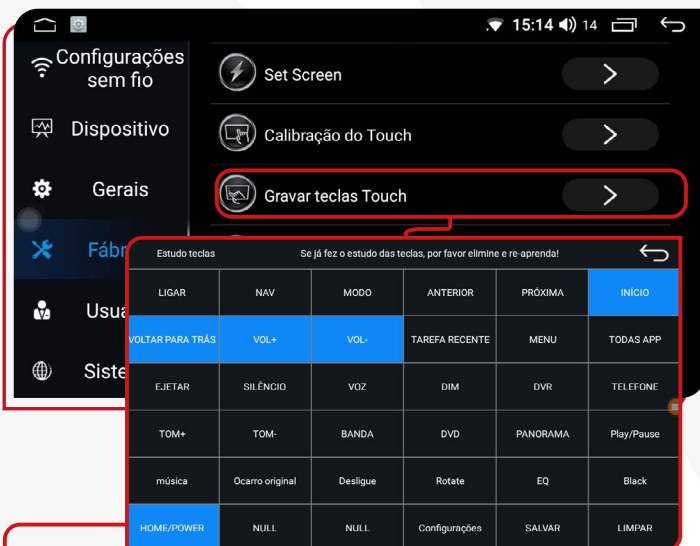 15:14 14
Configurações
sem fio
Set Screen
Dispositivo
Calibração do Touch
Gerais
Gravar teclas Touch
Fábr
Usua
Siste
Estudo teclas
Se já fez o estudo das teclas, por favor elimine e re-aprenda!
LIGAR NAV MODO ANTERIOR PRÓXIMA INÍCIO
VOLTAR PARA TRÁS VOL+ VOL- TAREFA RECENTE MENU TODAS APP
EJETAR SILÊNCIO VOZ DIM DVR TELEFONE
TOM+ TOM- BANDA DVD PANORAMA Play/Pause
música Ocarro original Desligue Rotate EQ Black
HOME/POWER NULL NULL Configurações SALVAR LIMPAR